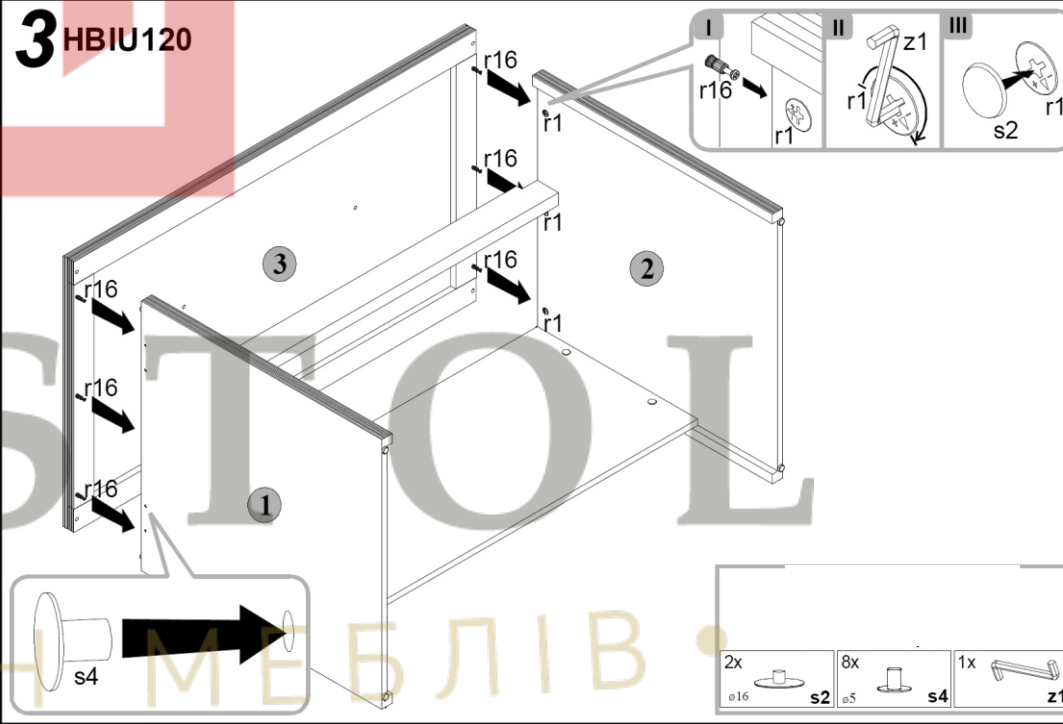 3 HBIU120
I
II
III
r16
r1
z1
r1
s2
r1
r16
r1
r16
r1
r16
r1
3
2
r16
r16
r16
1
STOL
Н МЕБЛІВ
s4
2x
ø16
s2
8x
ø5
s4
1x
z1